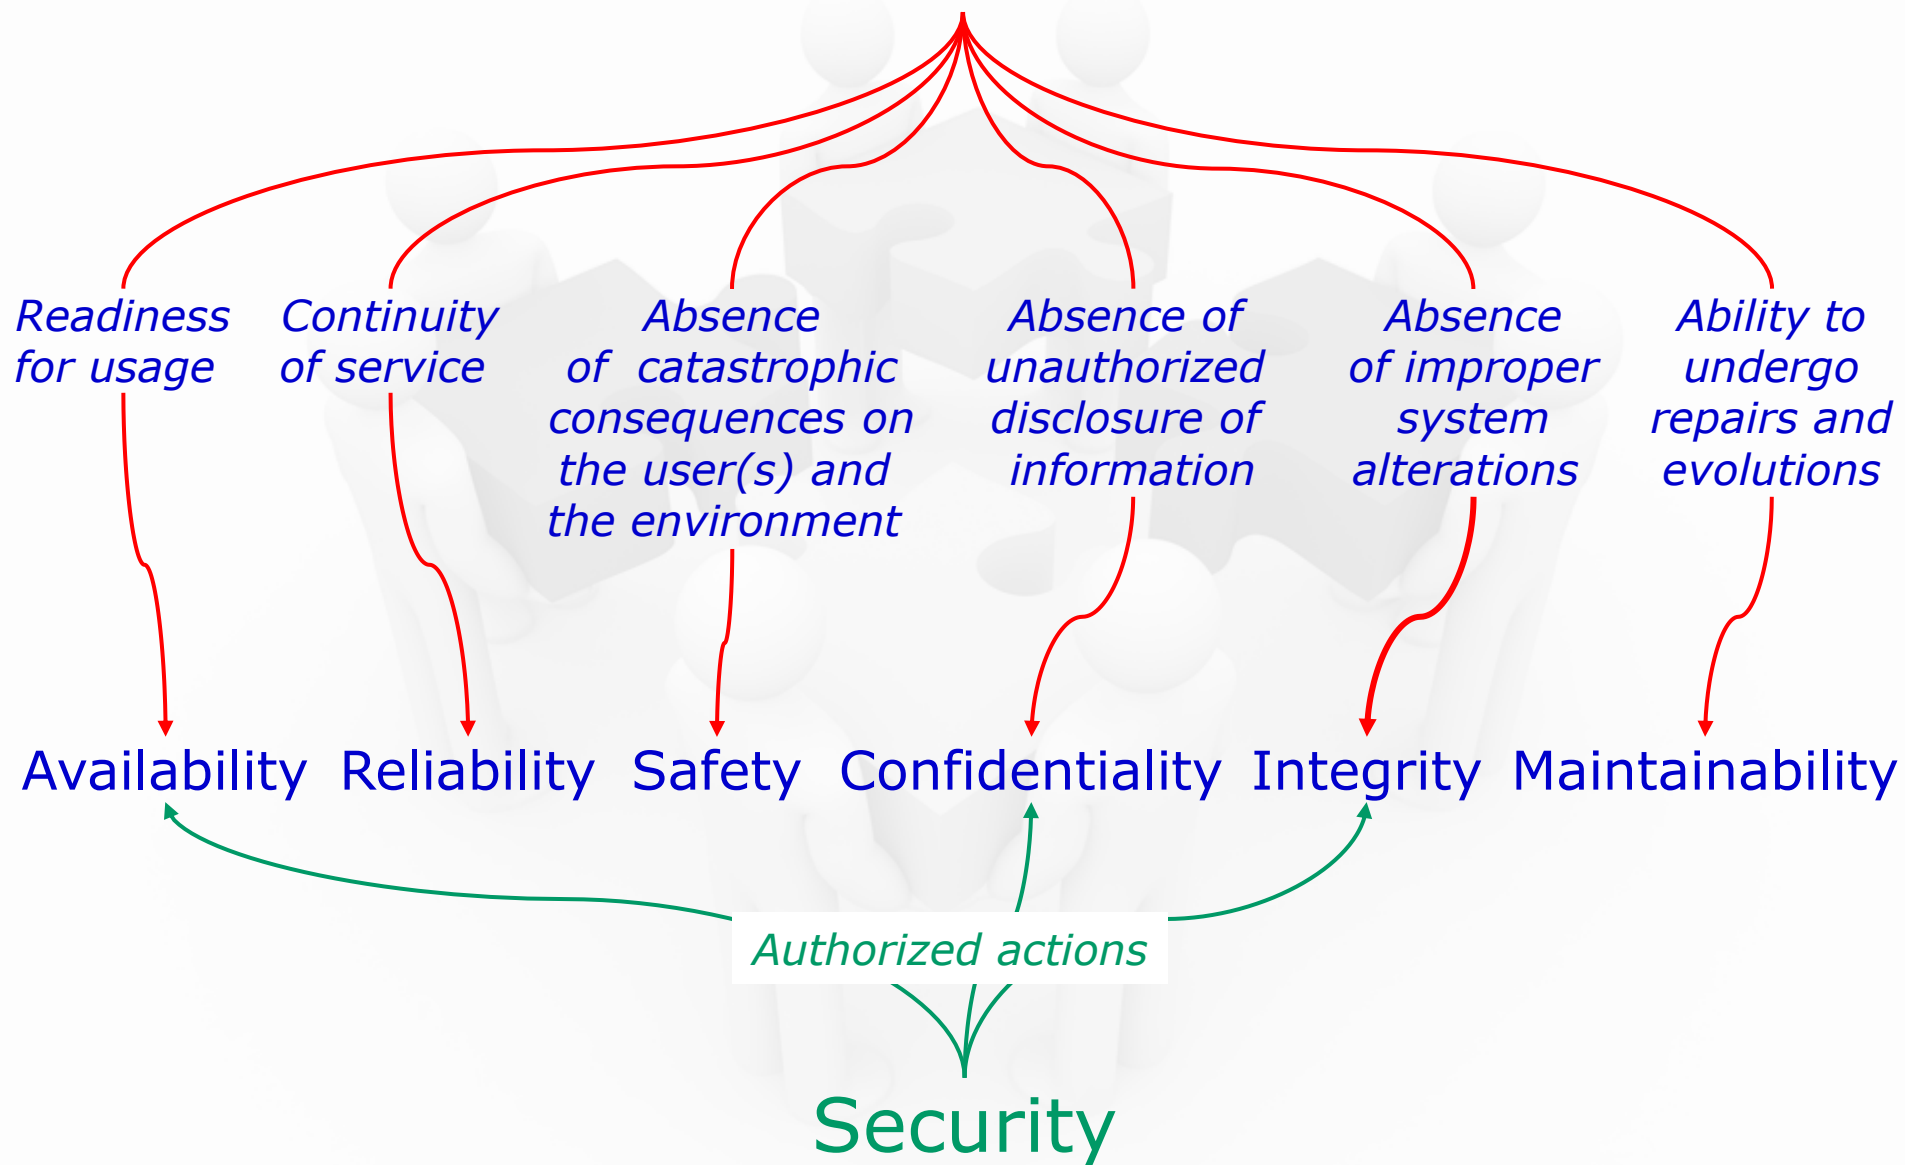 Readiness
for usage
Continuity
of service
Absence
of catastrophic
consequences on
the user(s) and
the environment
Absence of
unauthorized
disclosure of
information
Absence
of improper
system
alterations
Ability to
undergo
repairs and
evolutions
Availability Reliability Safety Confidentiality Integrity Maintainability
Authorized actions
Security